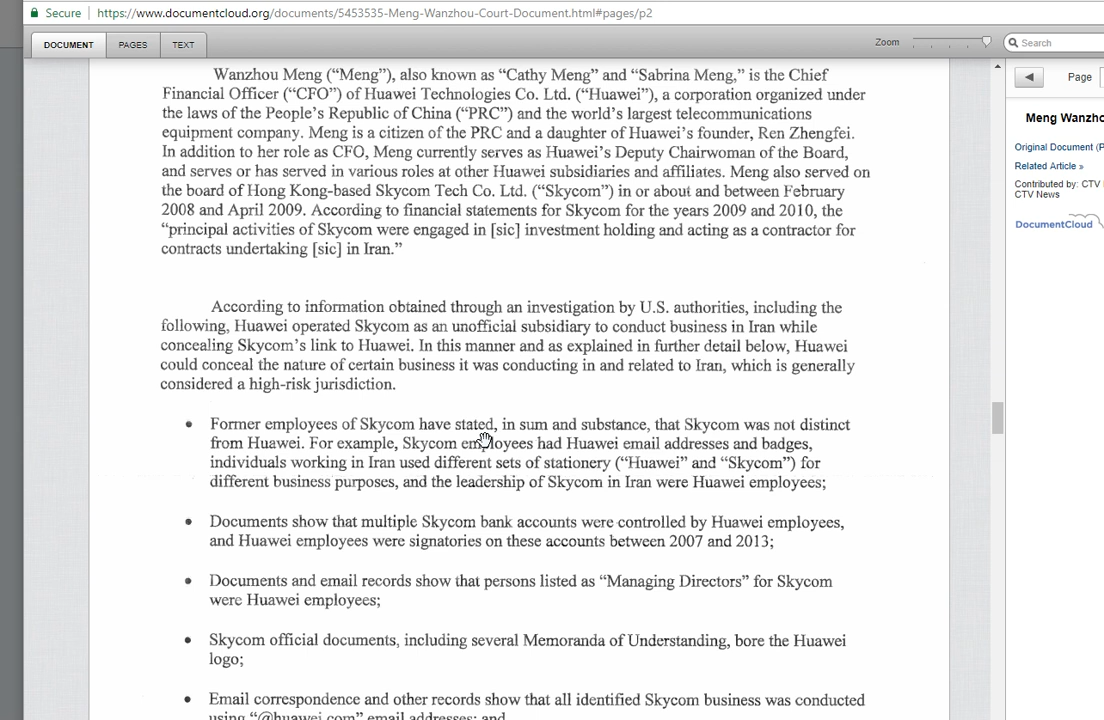 Secure https://www.documentcloud.org/documents/5453535-Meng-Wanzhou-Court-Document.html#pages/p2
DOCUMENT PAGES TEXT Zoom Search
Page
Wanzhou Meng (“Meng”), also known as “Cathy Meng” and “Sabrina Meng,” is the Chief
Financial Officer (“CFO”) of Huawei Technologies Co. Ltd. (“Huawei”), a corporation organized under
the laws of the People’s Republic of China (“PRC”) and the world’s largest telecommunications
equipment company. Meng is a citizen of the PRC and a daughter of Huawei’s founder, Ren Zhengfei.
In addition to her role as CFO, Meng currently serves as Huawei’s Deputy Chairwoman of the Board,
and serves or has served in various roles at other Huawei subsidiaries and affiliates. Meng also served on
the board of Hong Kong-based Skycom Tech Co. Ltd. (“Skycom”) in or about and between February
2008 and April 2009. According to financial statements for Skycom for the years 2009 and 2010, the
“principal activities of Skycom were engaged in [sic] investment holding and acting as a contractor for
contracts undertaking [sic] in Iran.”
According to information obtained through an investigation by U.S. authorities, including the
following, Huawei operated Skycom as an unofficial subsidiary to conduct business in Iran while
concealing Skycom’s link to Huawei. In this manner and as explained in further detail below, Huawei
could conceal the nature of certain business it was conducting in and related to Iran, which is generally
considered a high-risk jurisdiction.
• Former employees of Skycom have stated, in sum and substance, that Skycom was not distinct
from Huawei. For example, Skycom employees had Huawei email addresses and badges,
individuals working in Iran used different sets of stationery (“Huawei” and “Skycom”) for
different business purposes, and the leadership of Skycom in Iran were Huawei employees;
• Documents show that multiple Skycom bank accounts were controlled by Huawei employees,
and Huawei employees were signatories on these accounts between 2007 and 2013;
• Documents and email records show that persons listed as “Managing Directors” for Skycom
were Huawei employees;
• Skycom official documents, including several Memoranda of Understanding, bore the Huawei
logo;
• Email correspondence and other records show that all identified Skycom business was conducted
using “@huawei.com” email addresses; and
Meng Wanzho
Original Document (P
Related Article »
Contributed by: CTV
CTV News
DocumentCloud